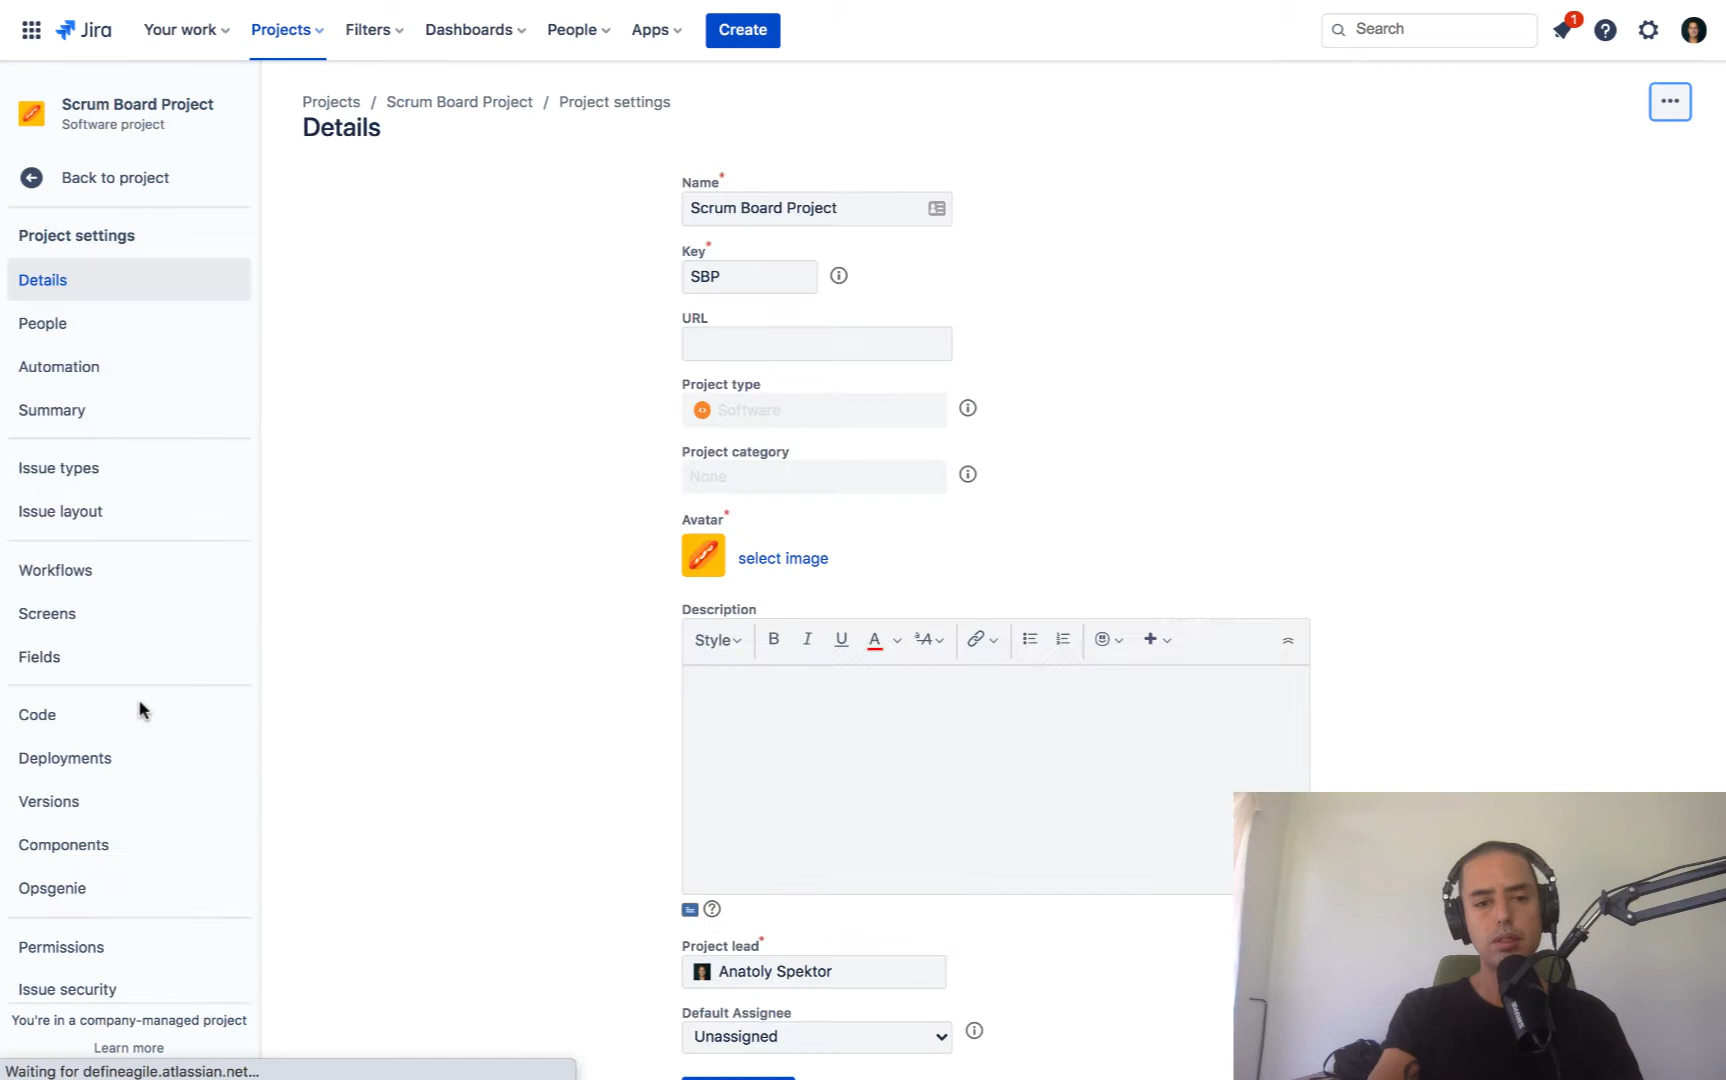 Jira
Your work
Projects
Filters
Dashboards
People
Apps
Create
Search
1
Scrum Board Project
Software project
Back to project
Project settings
Details
People
Automation
Summary
Issue types
Issue layout
Workflows
Screens
Fields
Code
Deployments
Versions
Components
Opsgenie
Permissions
Issue security
You're in a company-managed project
Learn more
Waiting for defineagile.atlassian.net...
Projects / Scrum Board Project / Project settings
Details
Name*
Scrum Board Project
Key*
SBP
URL
Project type
Software
Project category
None
Avatar*
select image
Description
Style B I U A ªA
Project lead*
Anatoly Spektor
Default Assignee
Unassigned